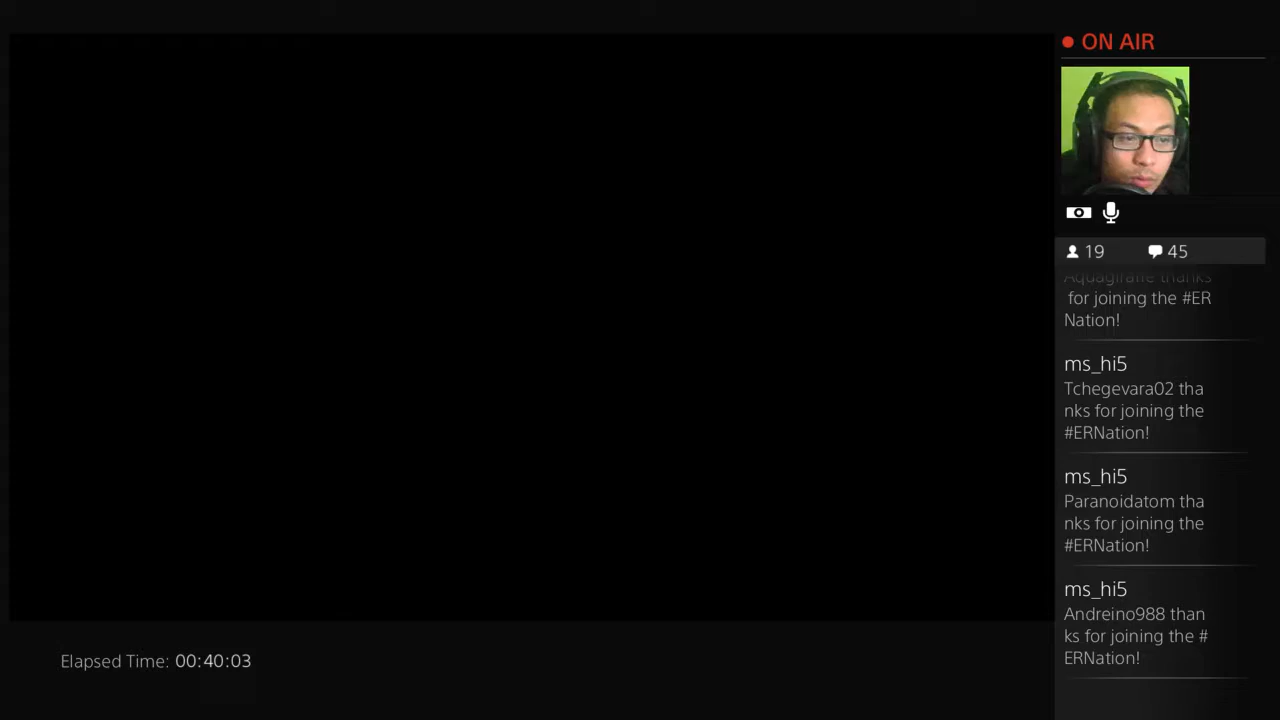 ON AIR
19 45
Aquagiraffe thanks
for joining the #ER
Nation!
ms_hi5
Tchegevara02 tha
nks for joining the
#ERNation!
ms_hi5
Paranoidatom tha
nks for joining the
#ERNation!
ms_hi5
Andreino988 than
ks for joining the #
ERNation!
Elapsed Time: 00:40:03